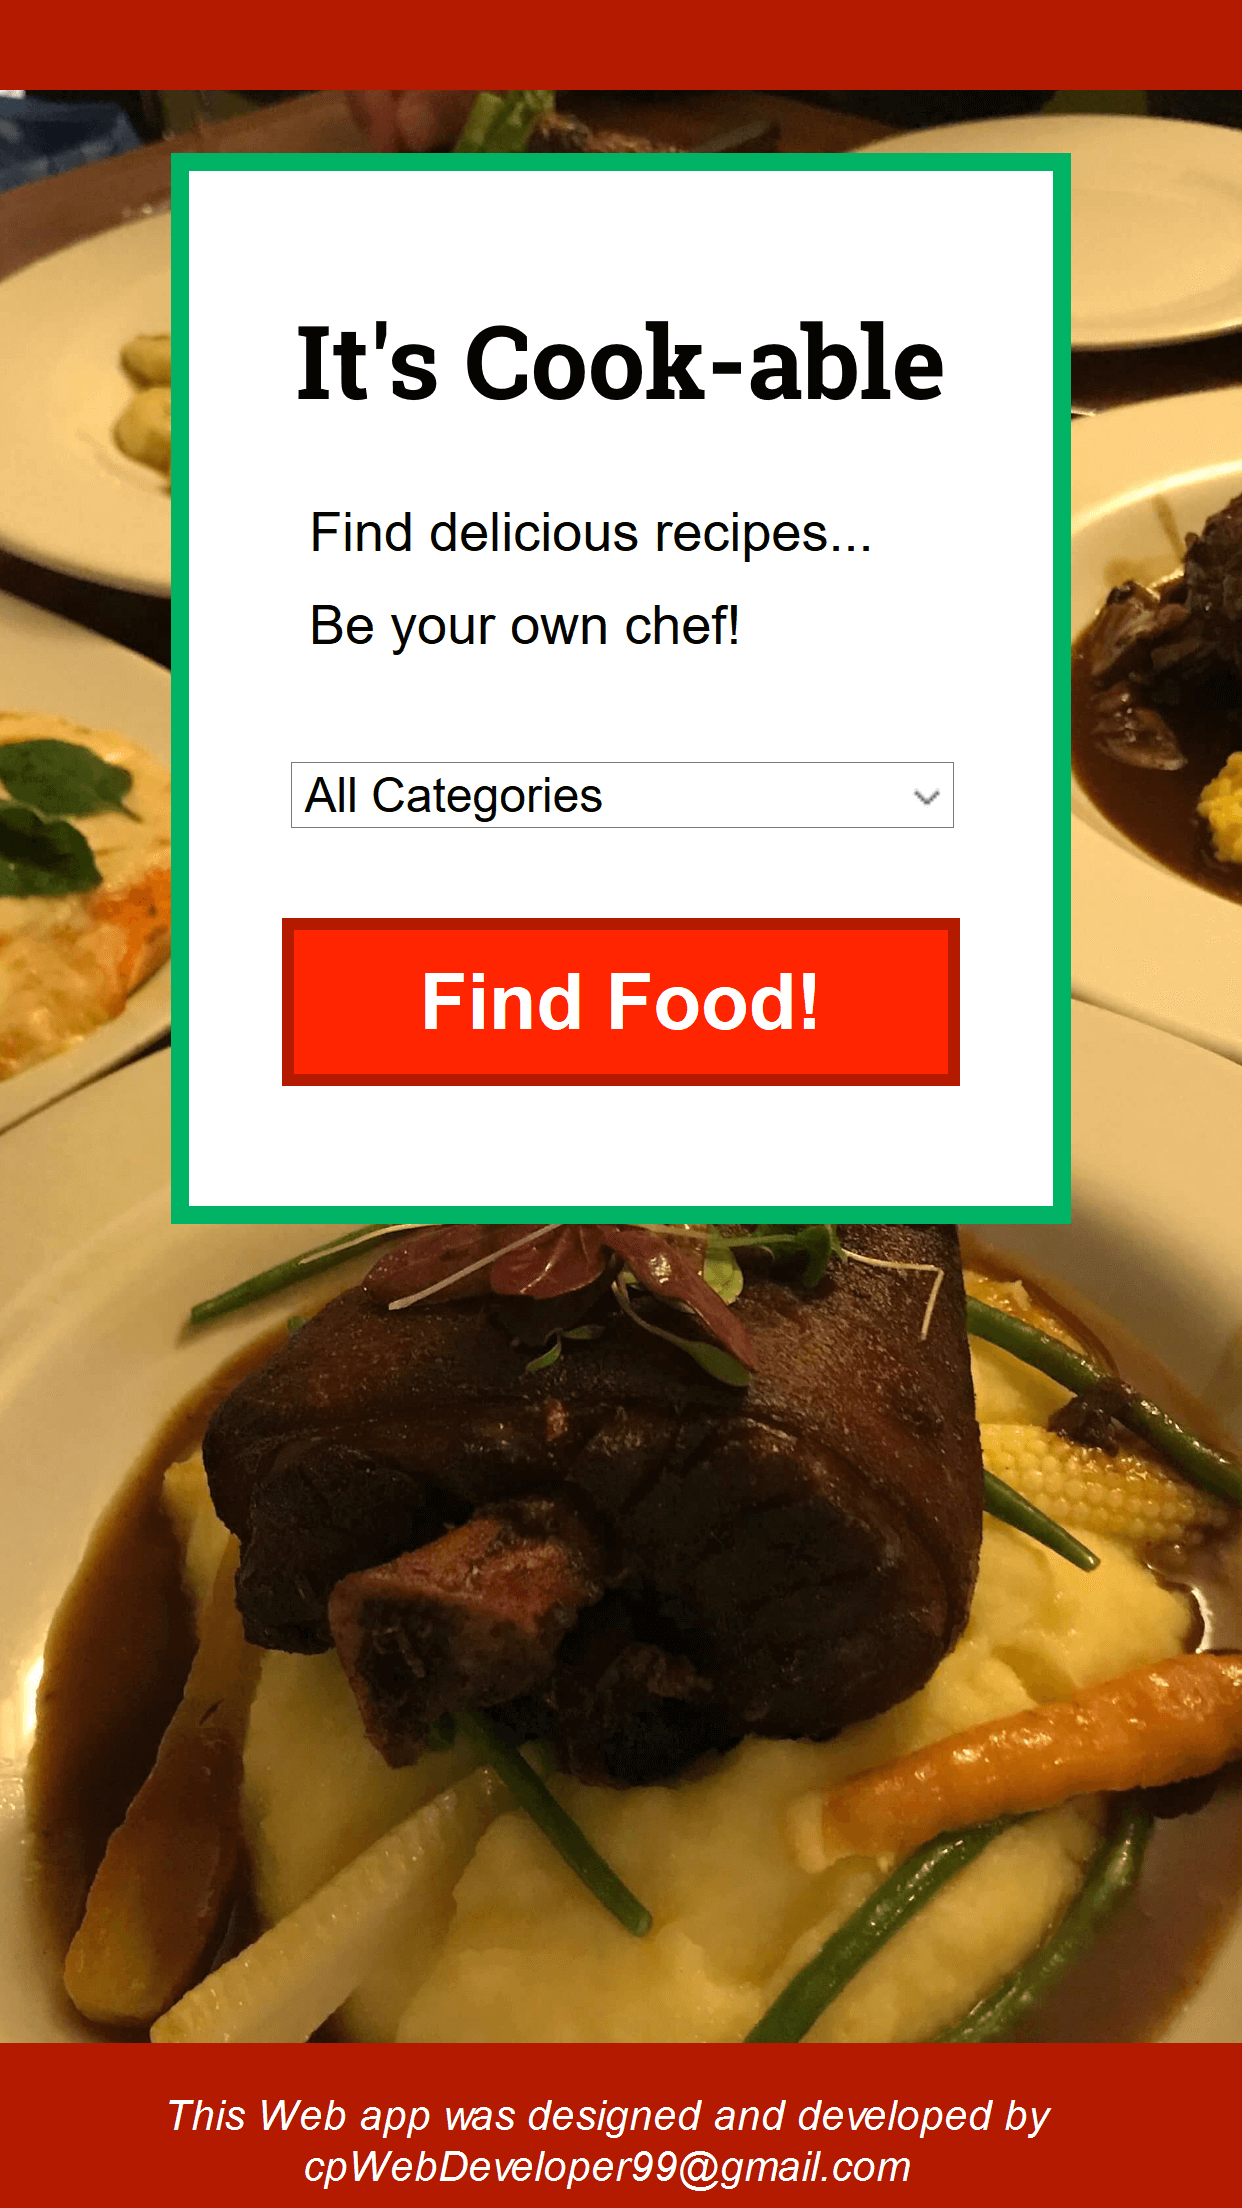 It's Cook-able
Find delicious recipes...
Be your own chef!
All Categories
Find Food!
This Web app was designed and developed by
cpWebDeveloper99@gmail.com